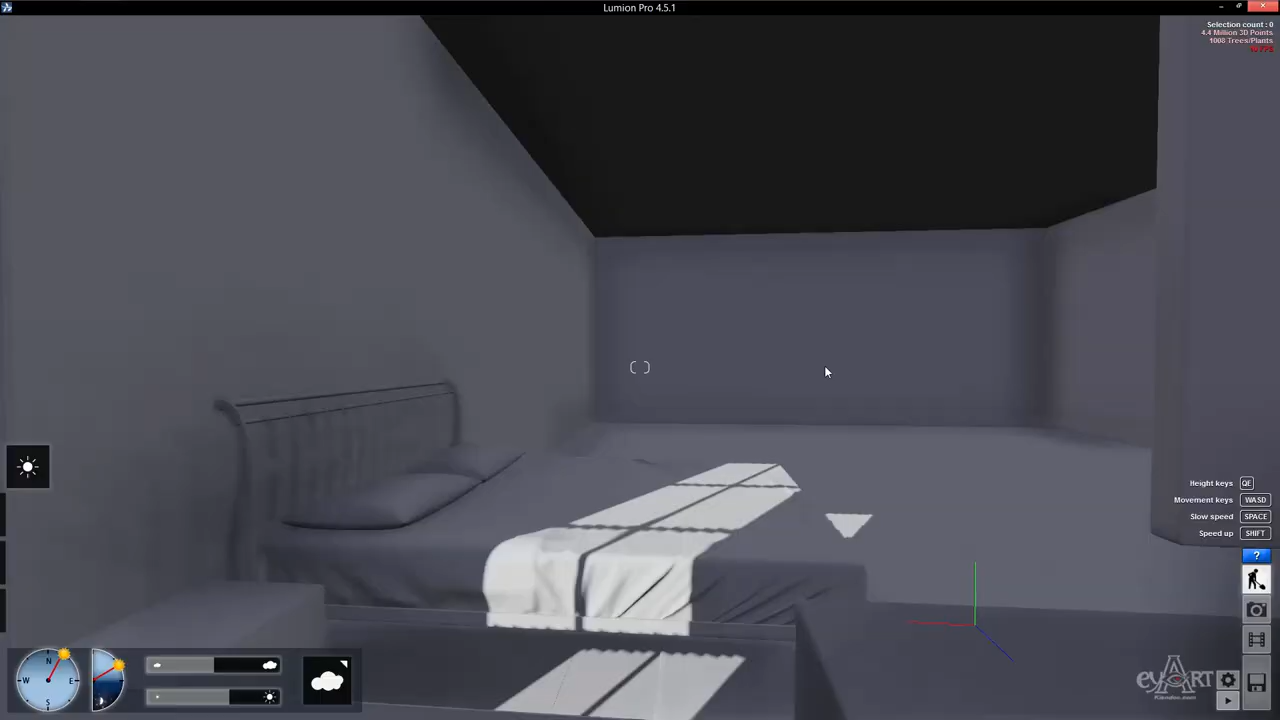 Lumion Pro 4.5.1
Selection count : 0
4.4 Million 3D Points
1008 Trees/Plants
Height keys QE
Movement keys WASD
Slow speed SPACE
Speed up SHIFT
?
N
W E
S
eyART